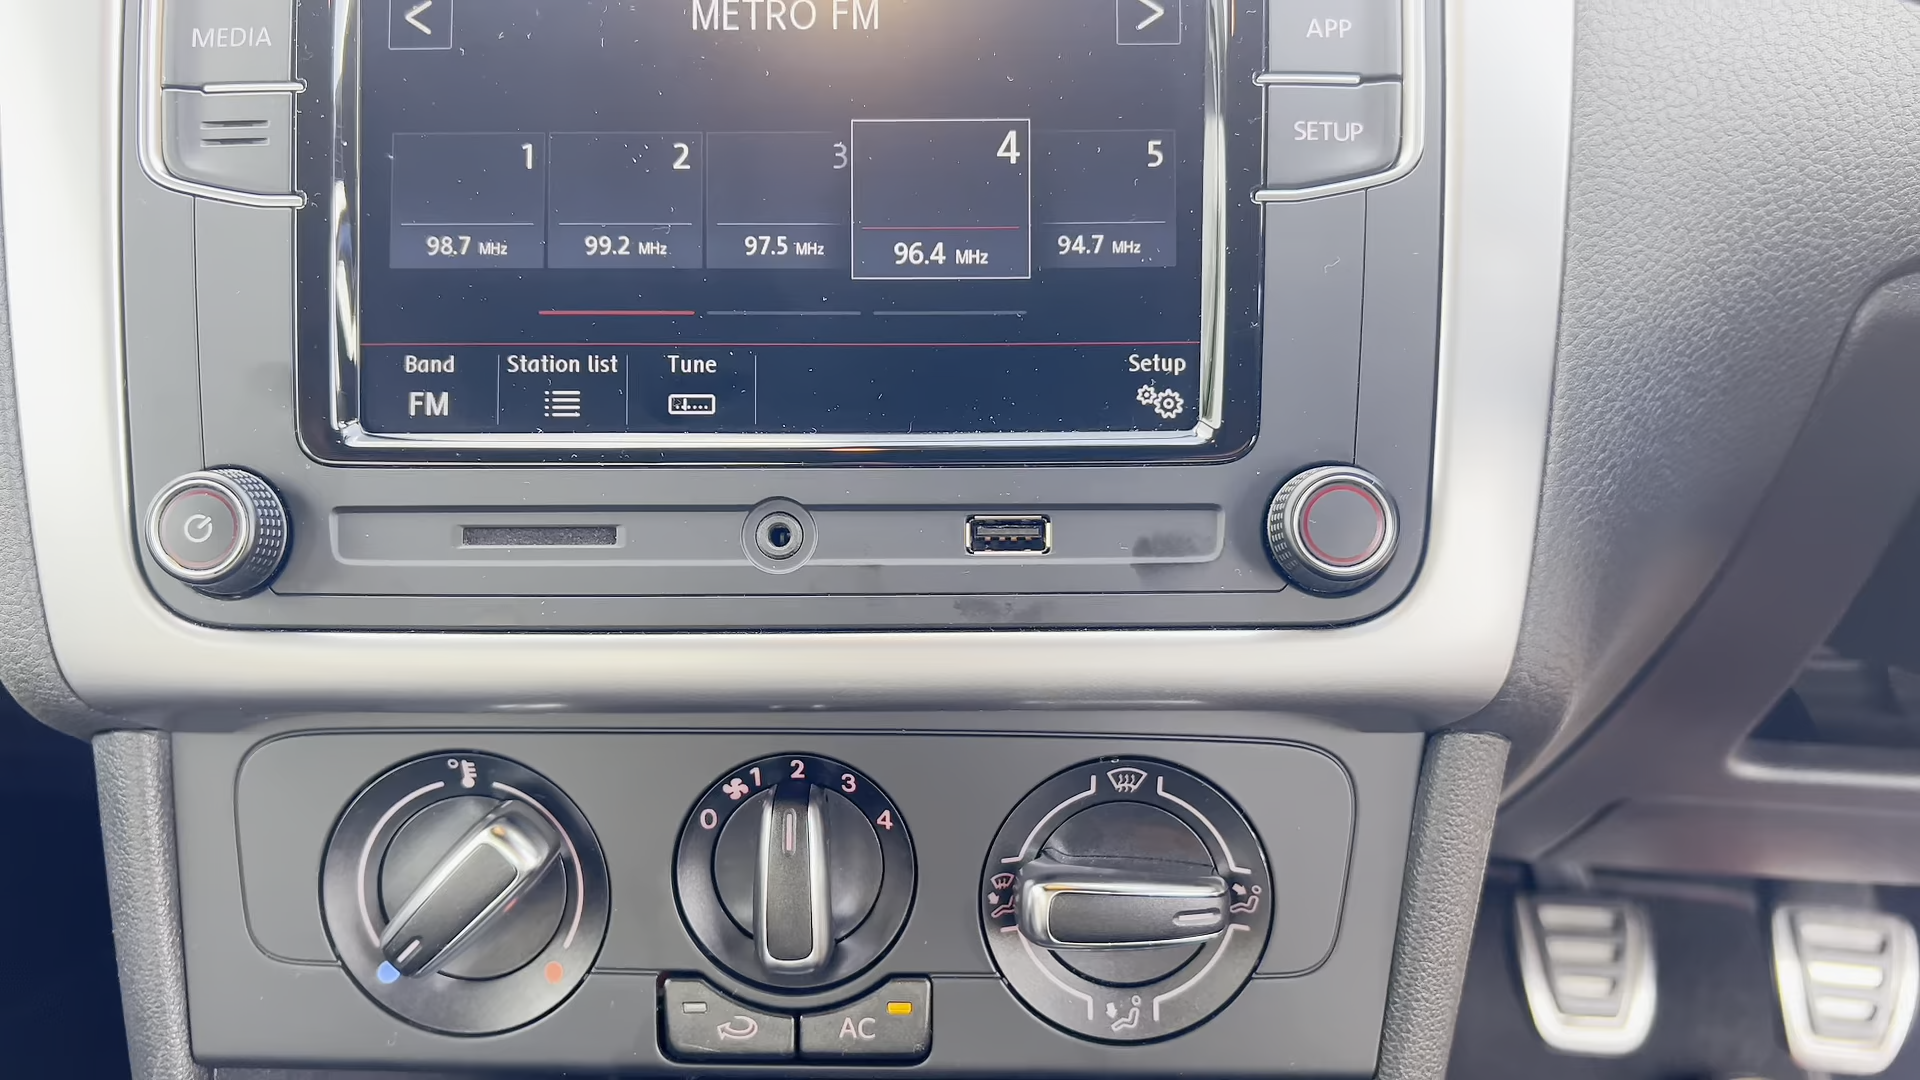 METRO FM
MEDIA
APP
SETUP
1 2 3 4 5
98.7 MHz 99.2 MHz 97.5 MHz 96.4 MHz 94.7 MHz
Band Station list Tune Setup
FM
0 1 2 3 4
AC